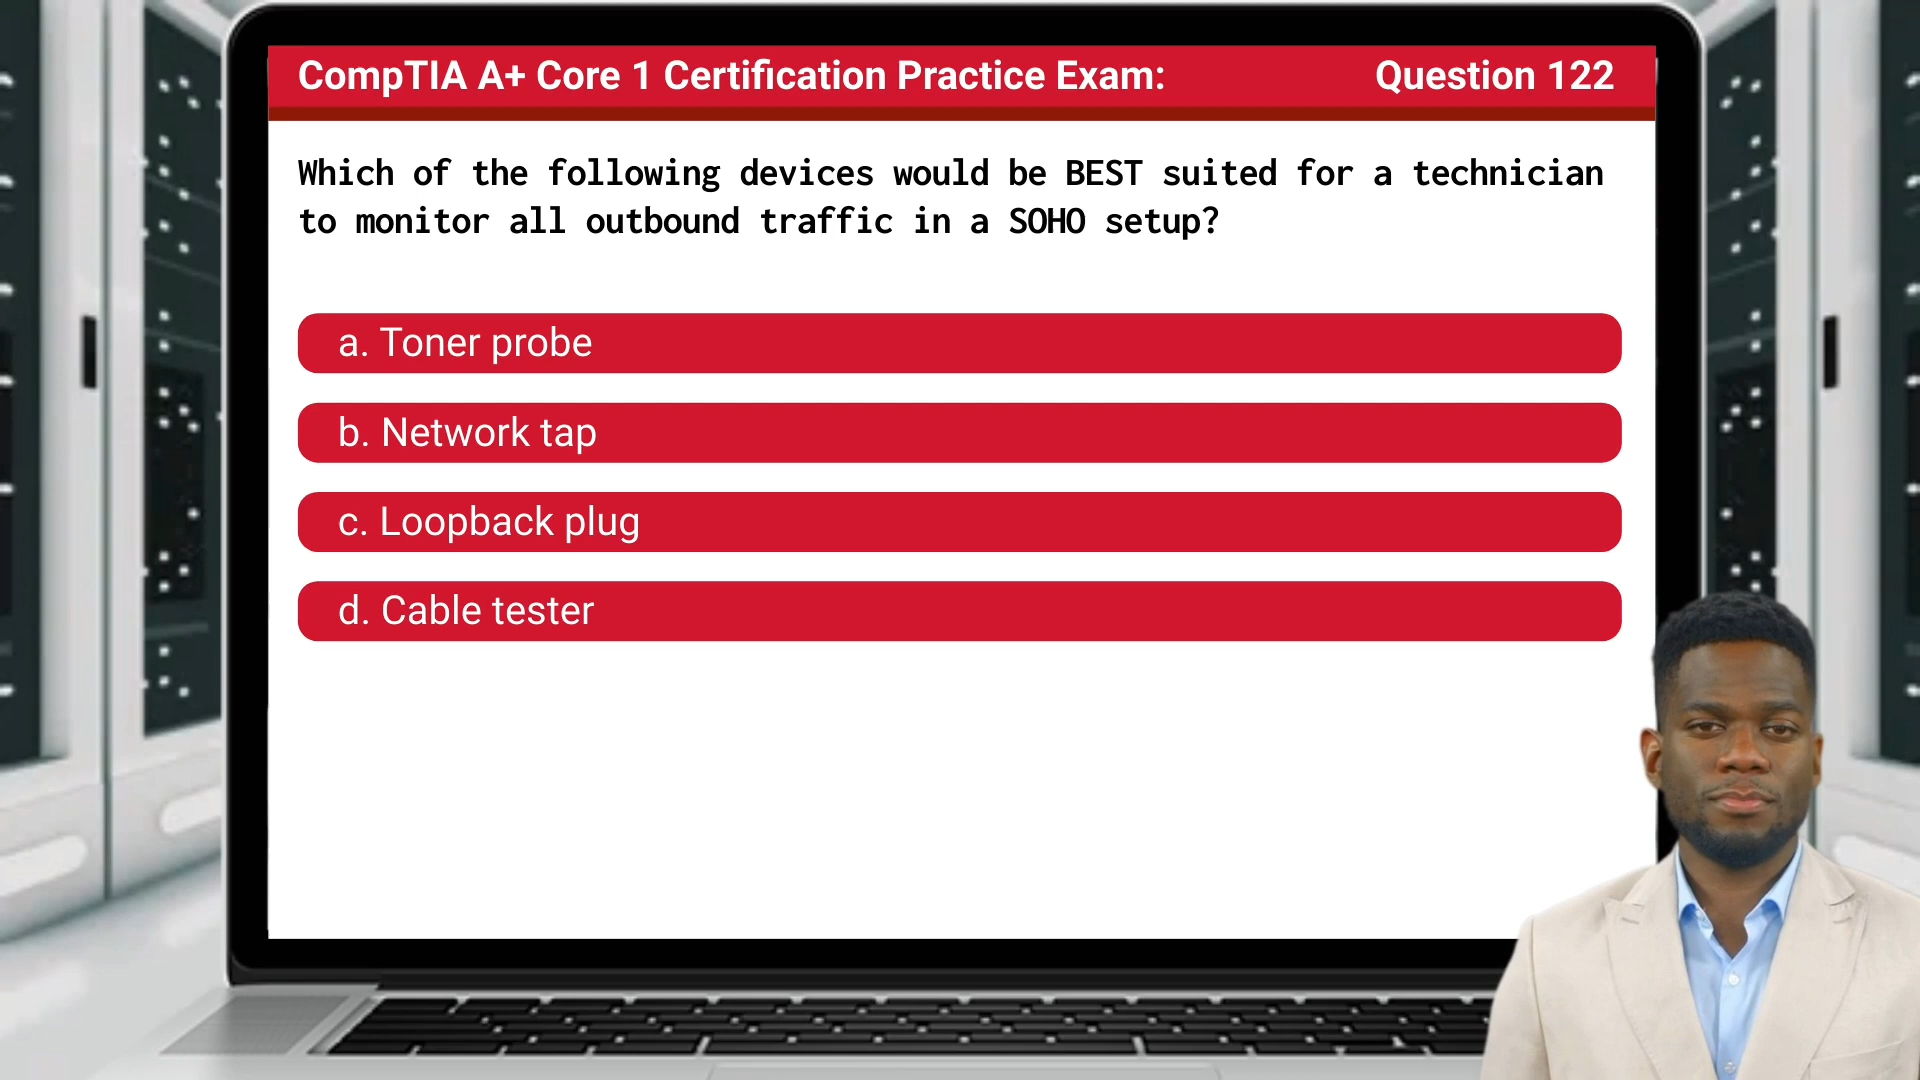 CompTIA A+ Core 1 Certification Practice Exam: Question 122
Which of the following devices would be BEST suited for a technician
to monitor all outbound traffic in a SOHO setup?
a. Toner probe
b. Network tap
c. Loopback plug
d. Cable tester